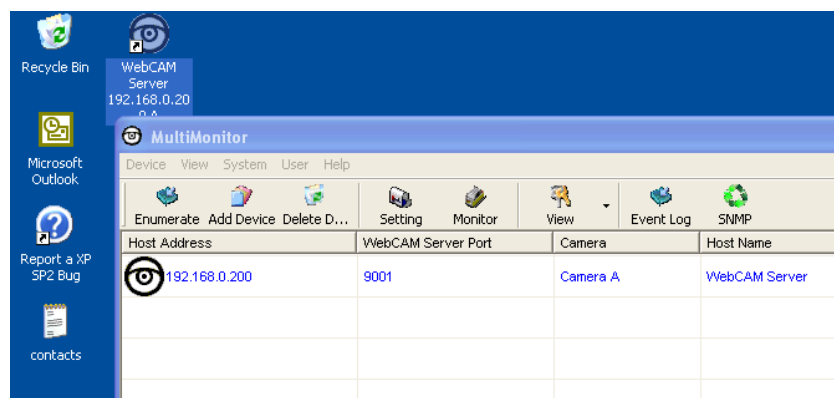 Recycle Bin
WebCAM
Server
192.168.0.20
0 A
Microsoft
Outlook
Report a XP
SP2 Bug
contacts
MultiMonitor
Device View System User Help
Enumerate Add Device Delete D... Setting Monitor View Event Log SNMP
Host Address WebCAM Server Port Camera Host Name
192.168.0.200 9001 Camera A WebCAM Server